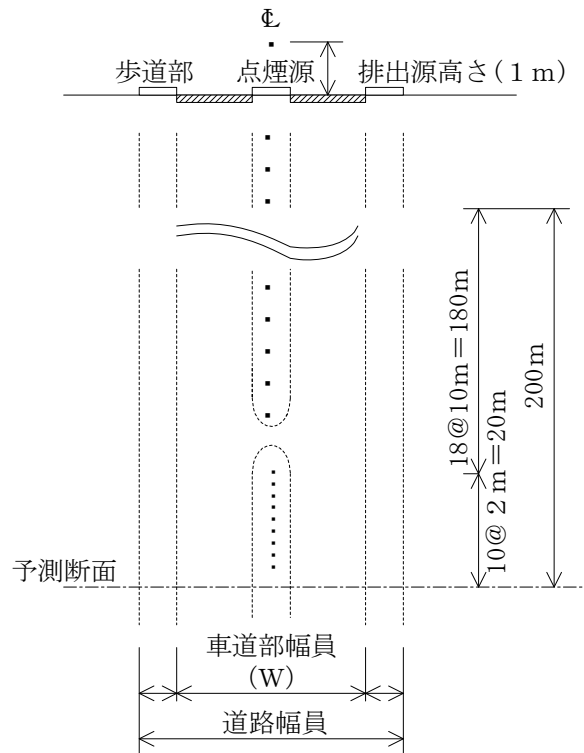 ℄
歩道部
点煙源
排出源高さ(1m)
18@10m=180m
10@2m=20m
200m
予測断面
車道部幅員
(W)
道路幅員